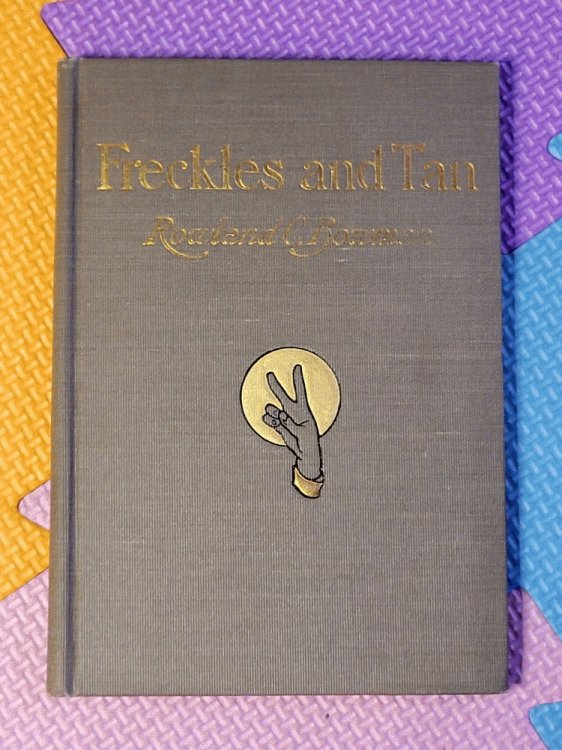 Freckles and Tan
Rowland C. Bowman